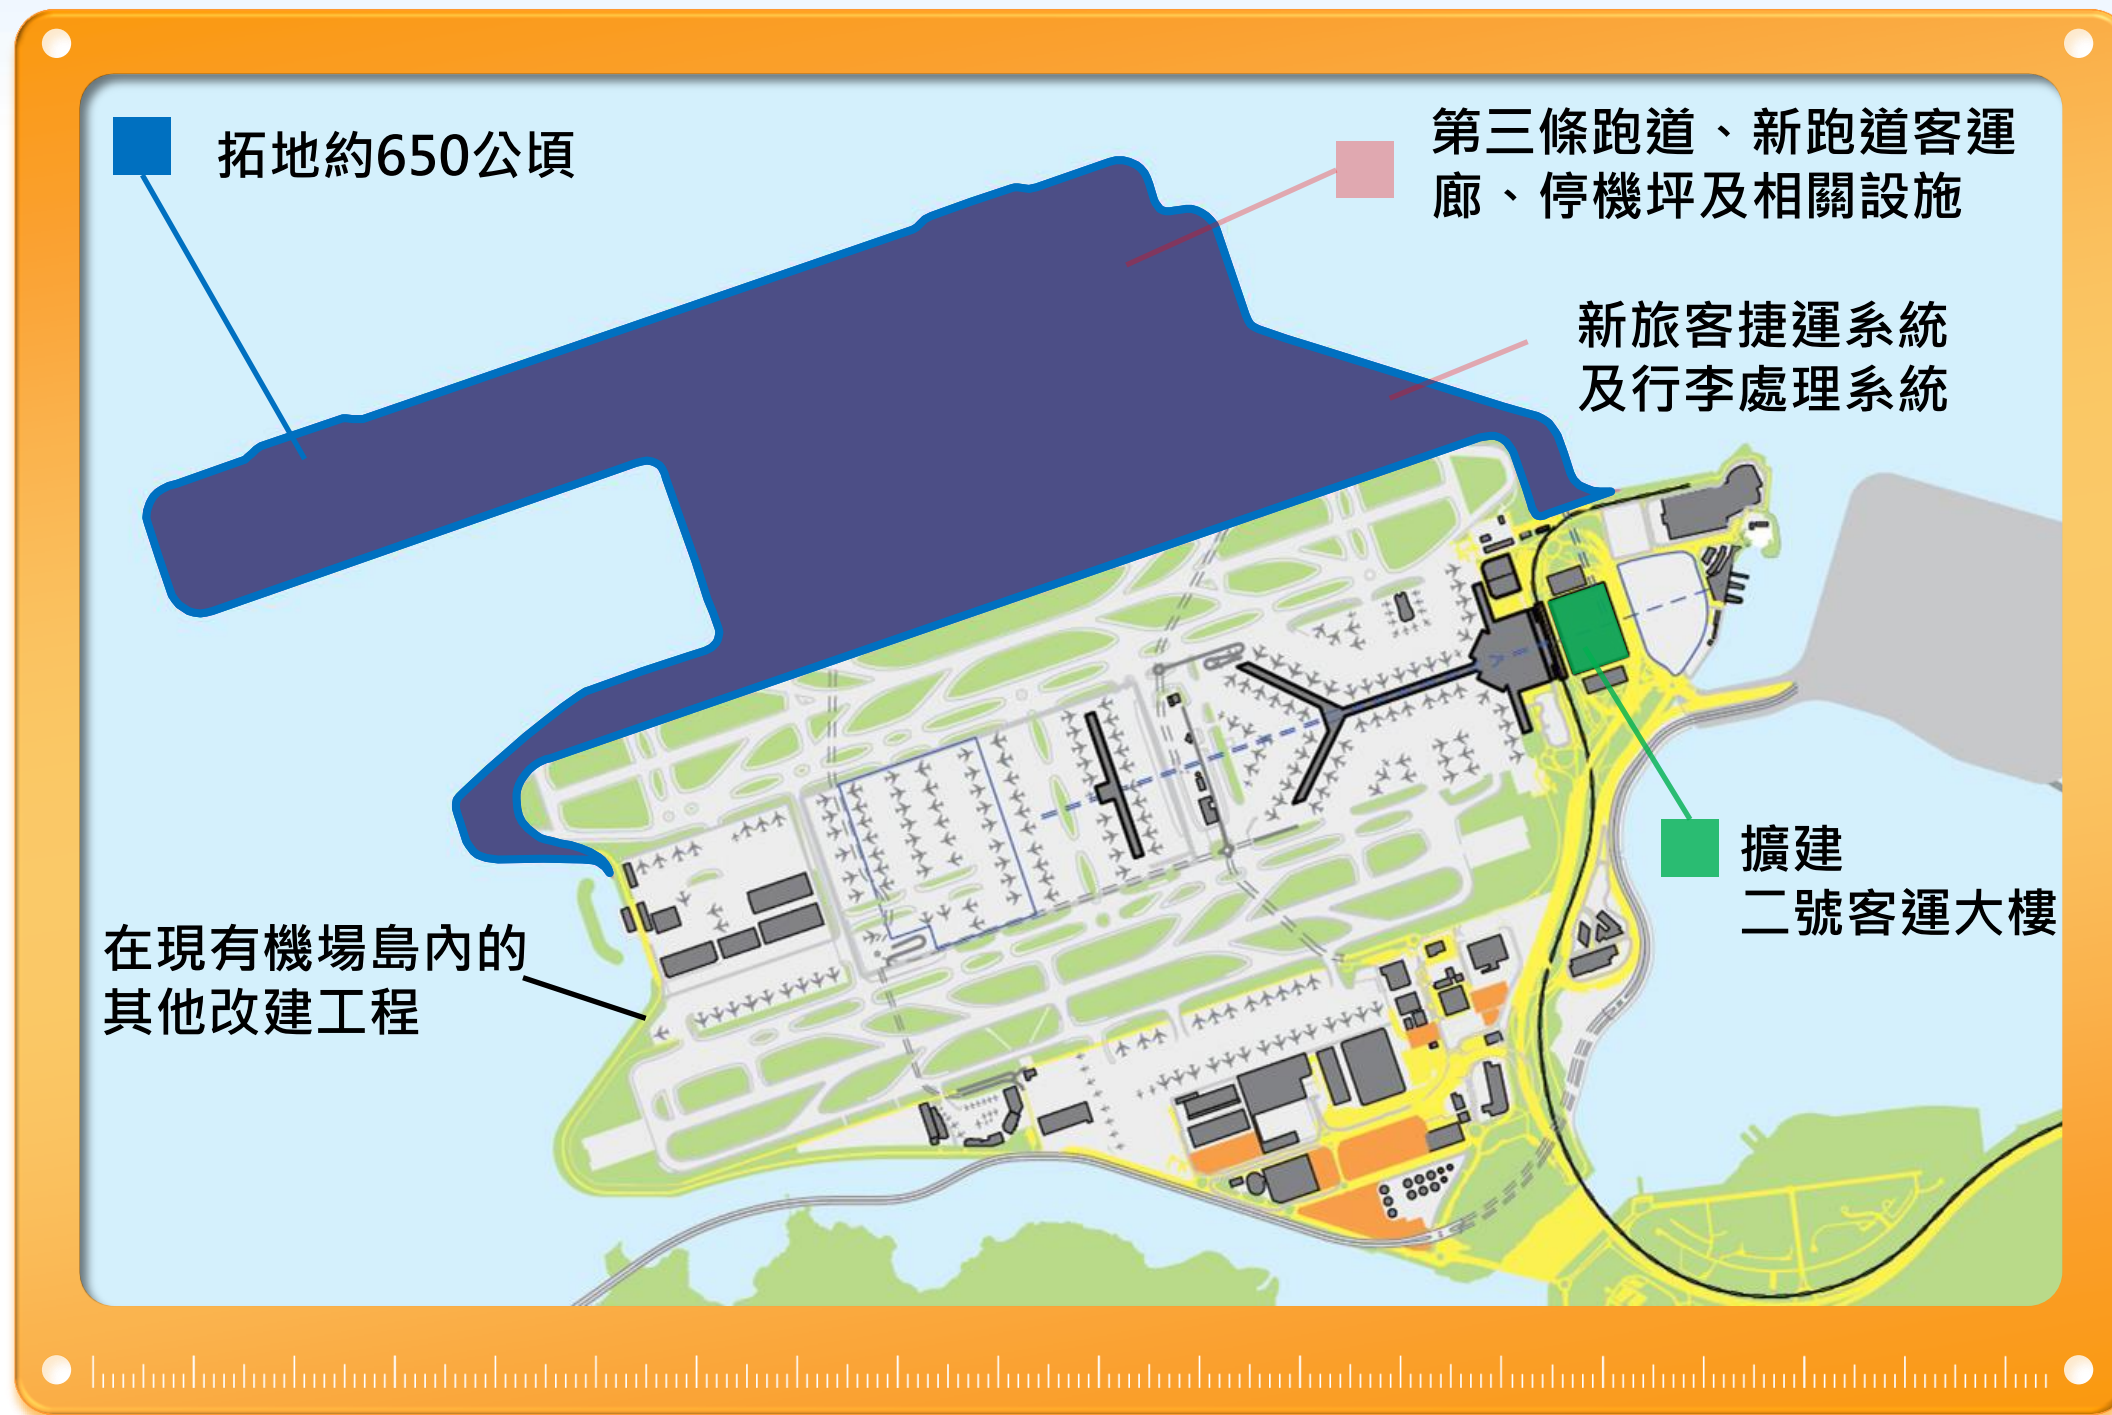 拓地約650公頃
第三條跑道、新跑道客運
廊、停機坪及相關設施
新旅客捷運系統
及行李處理系統
擴建
二號客運大樓
在現有機場島內的
其他改建工程